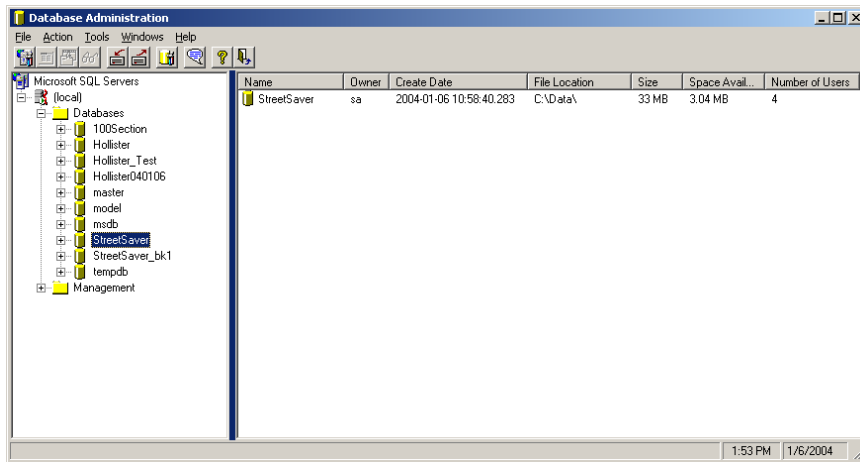 Database Administration
File Action Tools Windows Help
Microsoft SQL Servers
(local)
Databases
100Section
Hollister
Hollister_Test
Hollister040106
master
model
msdb
StreetSaver
StreetSaver_bk1
tempdb
Management
Name Owner Create Date File Location Size Space Avail... Number of Users
StreetSaver sa 2004-01-06 10:58:40.283 C:\Data\ 33 MB 3.04 MB 4
1:53 PM 1/6/2004